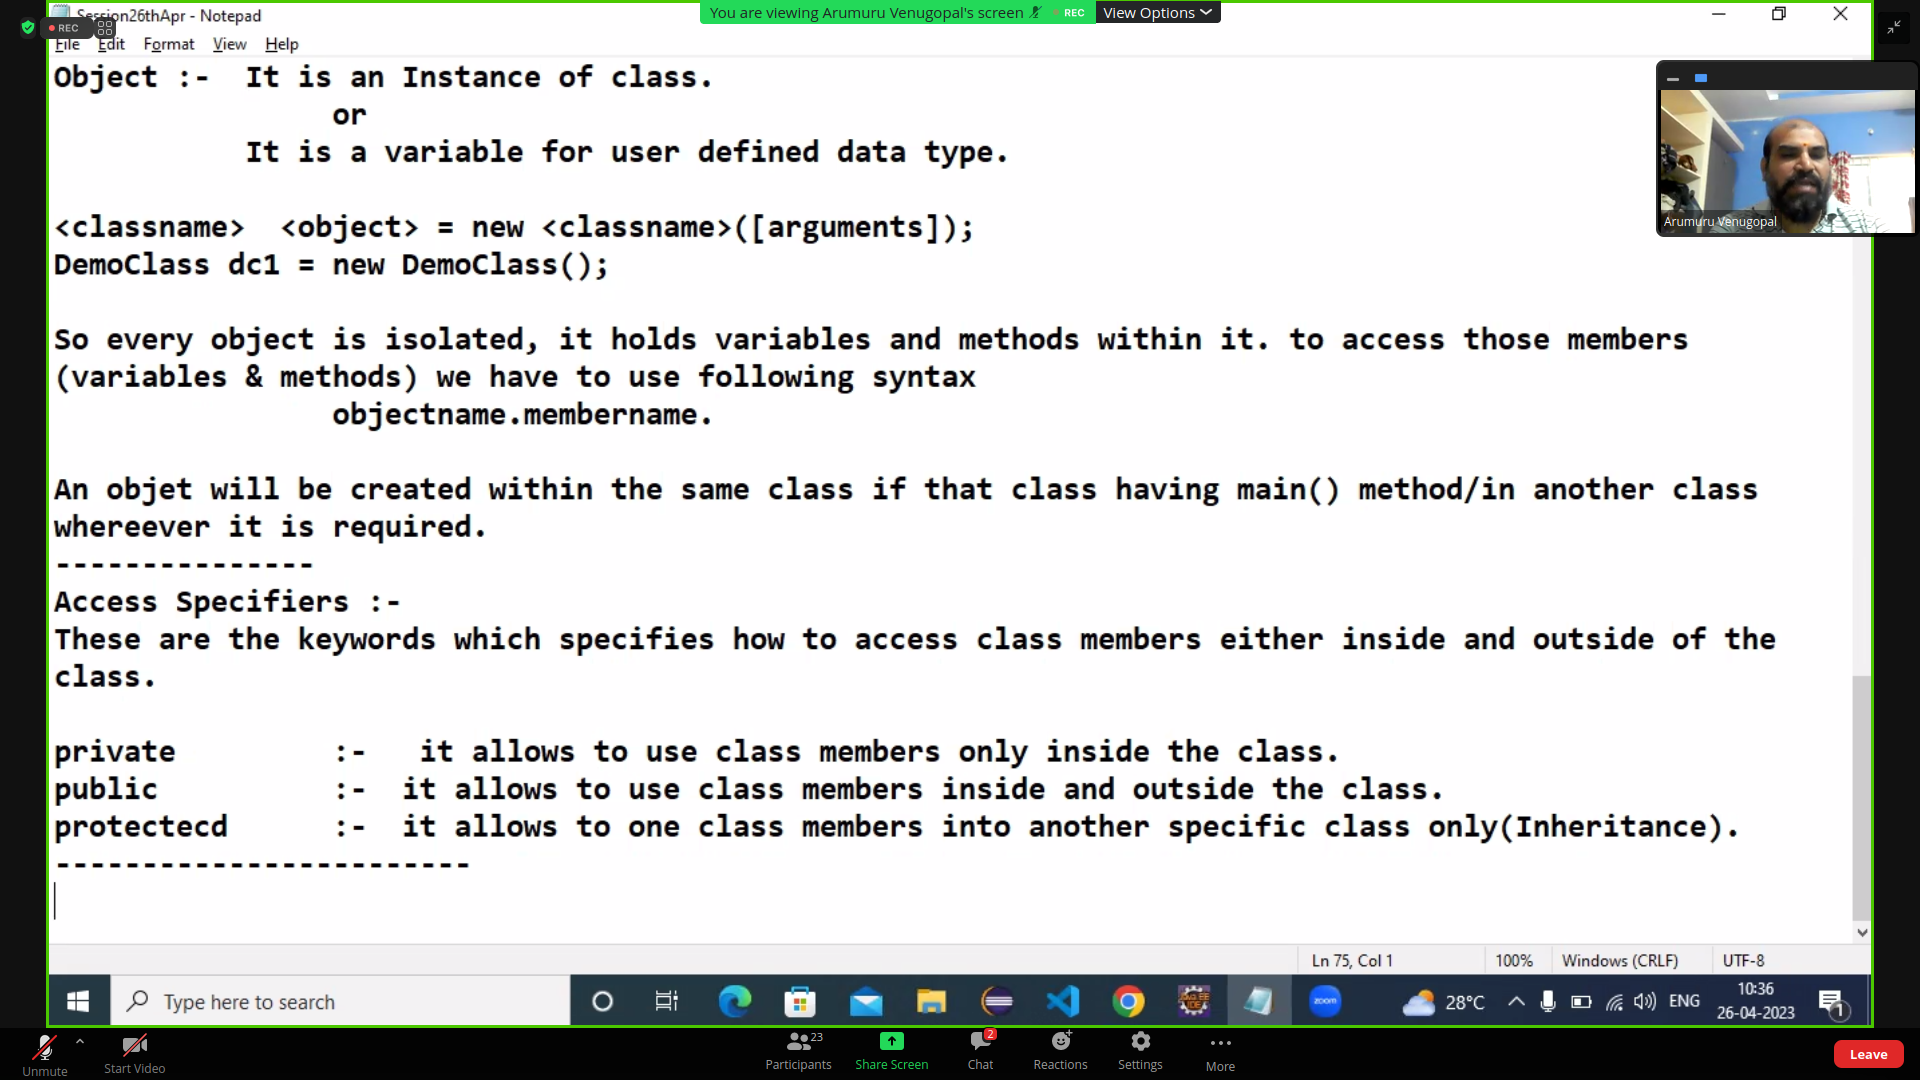 Session26thApr - Notepad
You are viewing Arumuru Venugopal's screen
REC
View Options
REC
File Edit Format View Help
Object :- It is an Instance of class.
or
It is a variable for user defined data type.
Arumuru Venugopal
<classname> <object> = new <classname>([arguments]);
DemoClass dc1 = new DemoClass();
So every object is isolated, it holds variables and methods within it. to access those members
(variables & methods) we have to use following syntax
objectname.membername.
An objet will be created within the same class if that class having main() method/in another class
whereever it is required.
---------------
Access Specifiers :-
These are the keywords which specifies how to access class members either inside and outside of the
class.
private :- it allows to use class members only inside the class.
public :- it allows to use class members inside and outside the class.
protectecd :- it allows to one class members into another specific class only(Inheritance).
------------------------
Ln 75, Col 1 100% Windows (CRLF) UTF-8
Type here to search
zoom
28°C
ENG
10:36
26-04-2023
1
Unmute
Start Video
23
Participants
Share Screen
2
Chat
Reactions
Settings
More
Leave